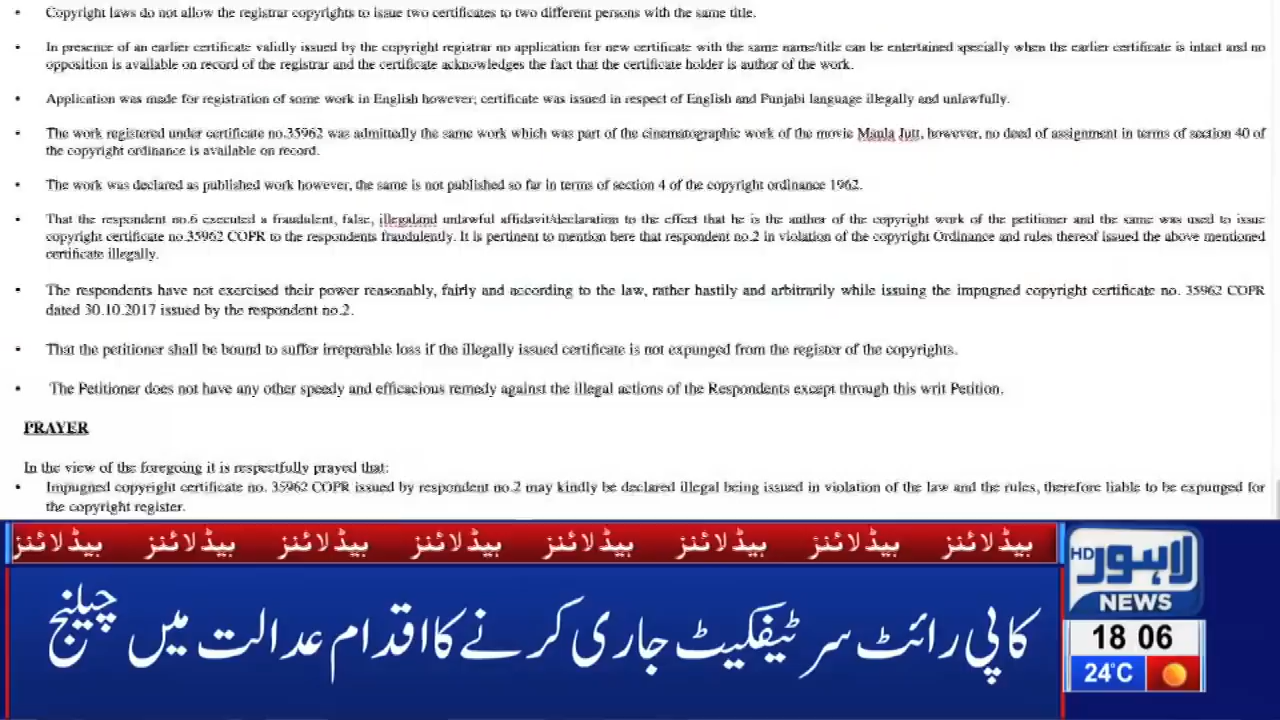 • Copyright laws do not allow the registrar copyrights to issue two certificates to two different persons with the same title.
• In presence of an earlier certificate validly issued by the copyright registrar no application for new certificate with the same name/title can be entertained specially when the earlier certificate is intact and no
opposition is available on record of the registrar and the certificate acknowledges the fact that the certificate holder is author of the work.
• Application was made for registration of some work in English however, certificate was issued in respect of English and Punjabi language illegally and unlawfully.
• The work registered under certificate no.35962 was admittedly the same work which was part of the cinematographic work of the movie Maula Jutt, however, no deed of assignment in terms of section 40 of
the copyright ordinance is available on record.
• The work was declared as published work however, the same is not published so far in terms of section 4 of the copyright ordinance 1962.
• That the respondent no.6 executed a fraudulent, false, illegaland unlawful affidavit/declaration to the effect that he is the author of the copyright work of the petitioner and the same was used to issue
copyright certificate no.35962 COPR to the respondents fraudulently. It is pertinent to mention here that respondent no.2 in violation of the copyright Ordinance and rules thereof issued the above mentioned
certificate illegally.
• The respondents have not exercised their power reasonably, fairly and according to the law, rather hastily and arbitrarily while issuing the impugned copyright certificate no. 35962 COPR
dated 30.10.2017 issued by the respondent no.2.
• That the petitioner shall be bound to suffer irreparable loss if the illegally issued certificate is not expunged from the register of the copyrights.
• The Petitioner does not have any other speedy and efficacious remedy against the illegal actions of the Respondents except through this writ Petition.
PRAYER
In the view of the foregoing it is respectfully prayed that:
• Impugned copyright certificate no. 35962 COPR issued by respondent no.2 may kindly be declared illegal being issued in violation of the law and the rules, therefore liable to be expunged for
the copyright register.
ہیڈلائنز ہیڈلائنز ہیڈلائنز ہیڈلائنز ہیڈلائنز ہیڈلائنز ہیڈلائنز ہیڈلائنز
کاپی رائٹ سرٹیفکیٹ جاری کرنے کا اقدام عدالت میں چیلنج
لاہور HD
NEWS
18 06
24°C